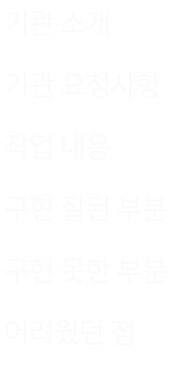 기관 소개
기관 요청사항
작업 내용
구현 잘된 부분
구현 못한 부분
어려웠던 점